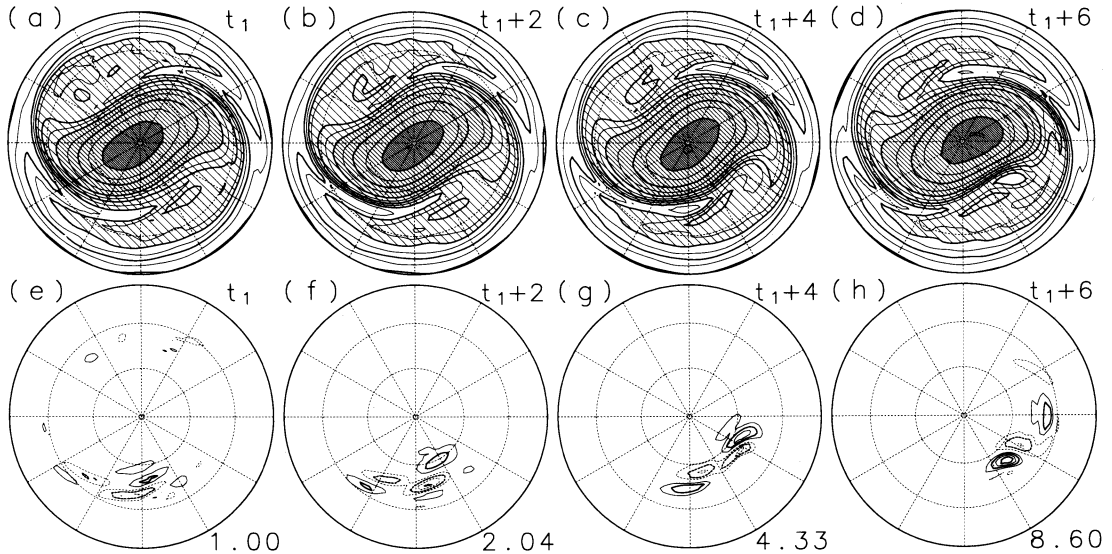 (a) t₁ (b) t₁+2 (c) t₁+4 (d) t₁+6
(e) t₁ (f) t₁+2 (g) t₁+4 (h) t₁+6
1.00 2.04 4.33 8.60